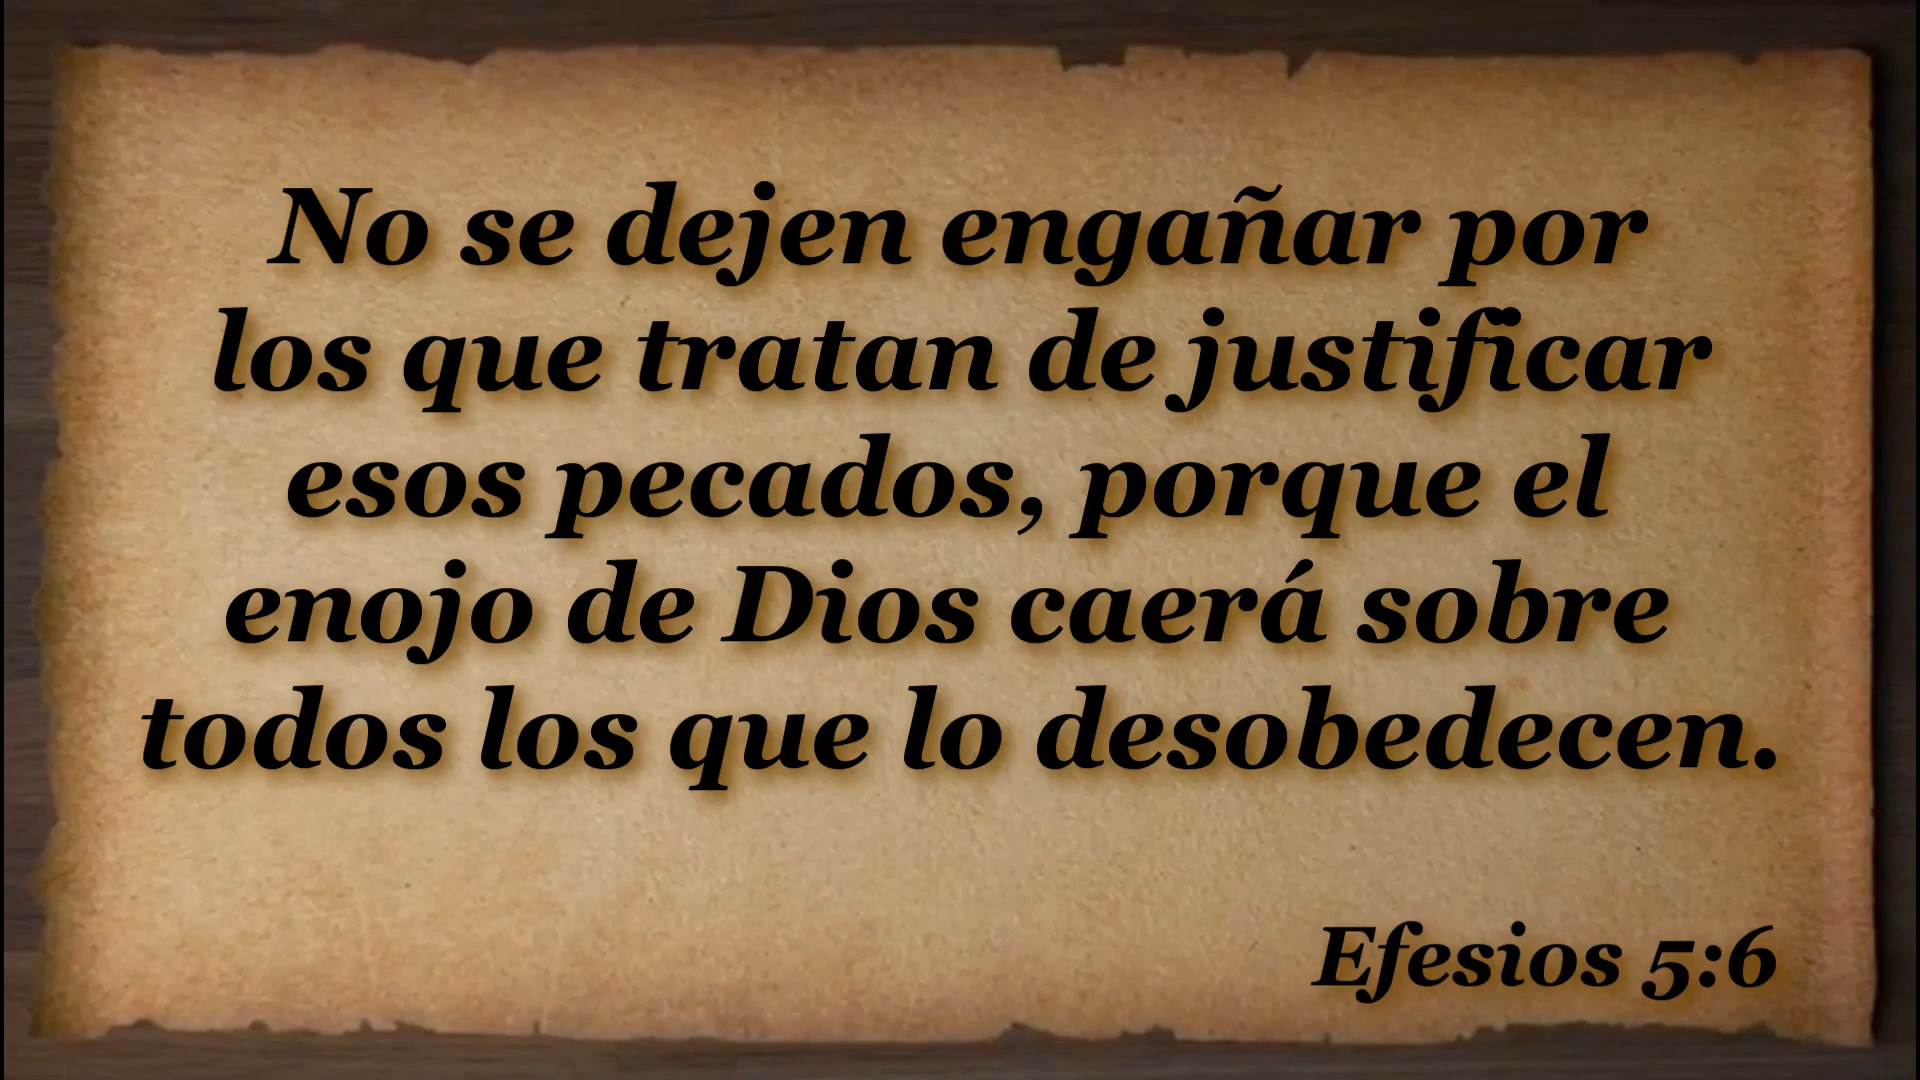 No se dejen engañar por
los que tratan de justificar
esos pecados, porque el
enojo de Dios caerá sobre
todos los que lo desobedecen.
Efesios 5:6